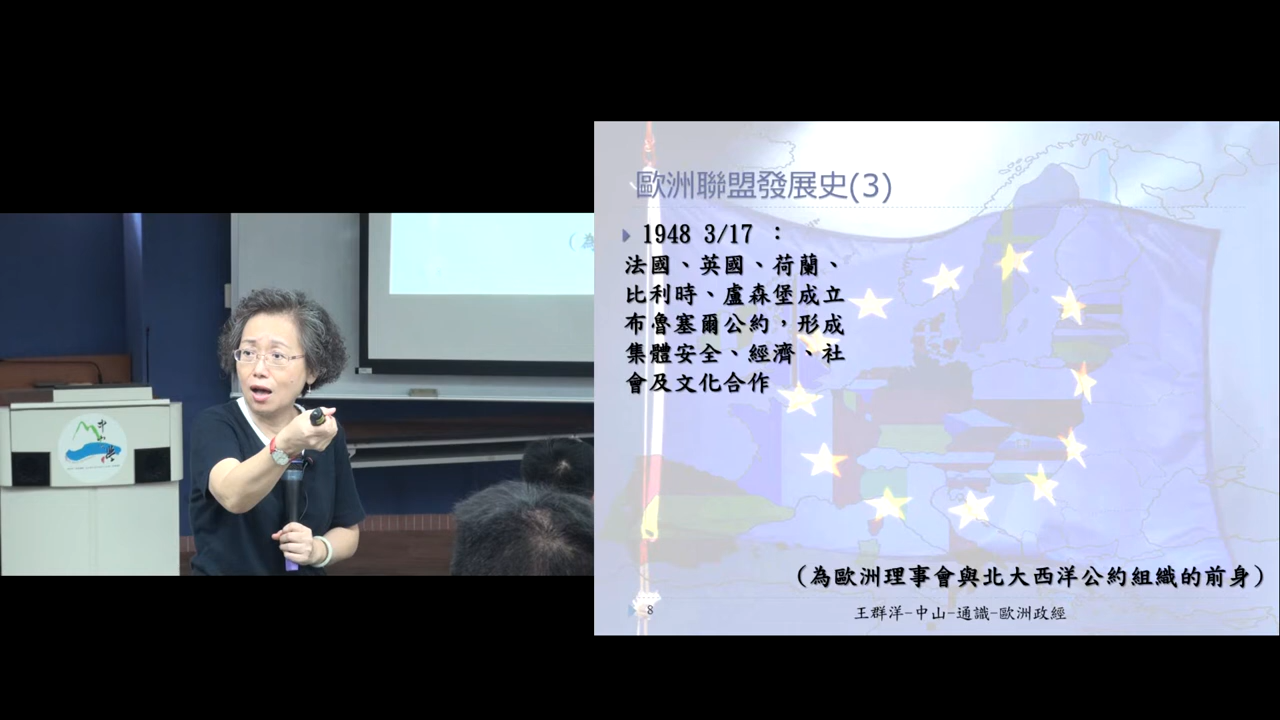 歐洲聯盟發展史(3)
1948 3/17 ：
法國、英國、荷蘭、
比利時、盧森堡成立
布魯塞爾公約，形成
集體安全、經濟、社
會及文化合作
(為歐洲理事會與北大西洋公約組織的前身)
8
王群洋-中山-通識-歐洲政經
(為
中山